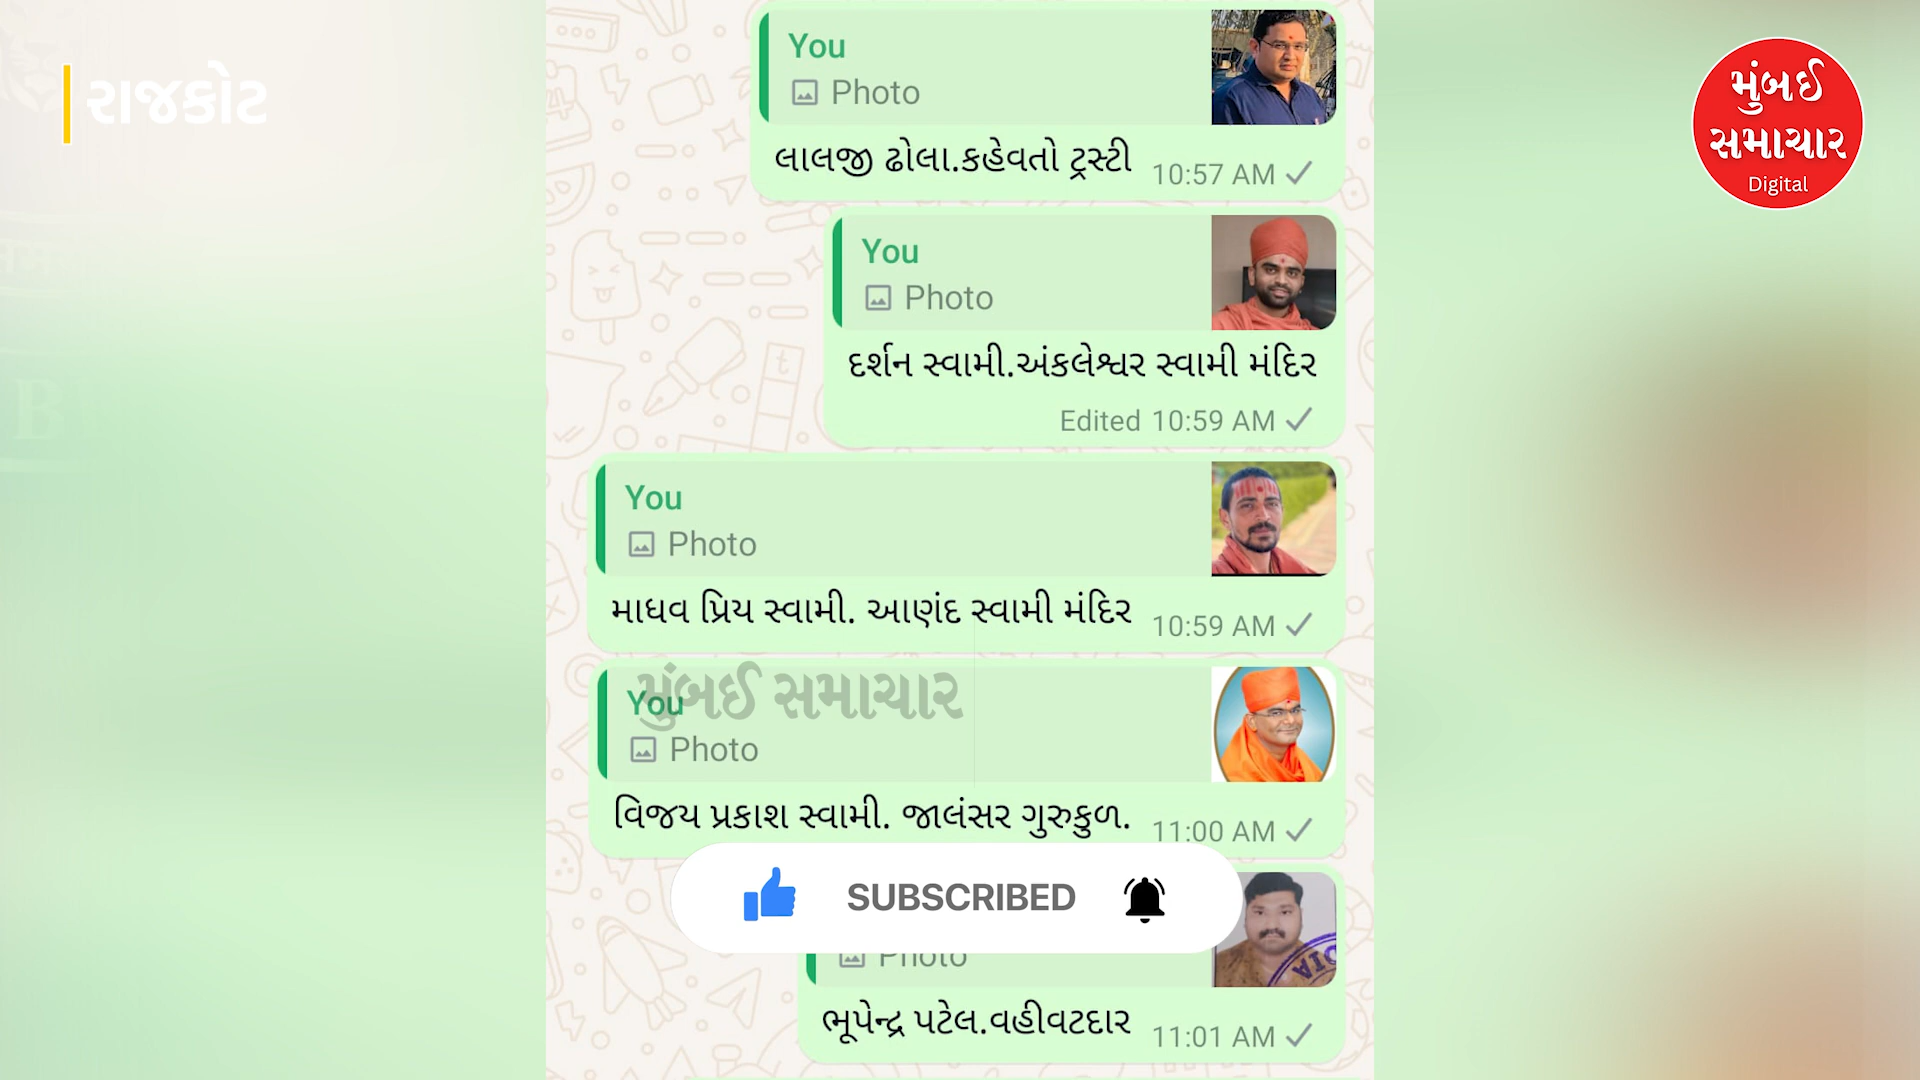 રાજકોટ
મુંબઈ
સમાચાર
Digital
You
Photo
લાલજી ઢોલા.કહેવતો ટ્રસ્ટી
10:57 AM
You
Photo
દર્શન સ્વામી.અંકલેશ્વર સ્વામી મંદિર
Edited 10:59 AM
You
Photo
માધવ પ્રિય સ્વામી. આણંદ સ્વામી મંદિર
10:59 AM
મુંબઈ સમાચાર
You
Photo
વિજય પ્રકાશ સ્વામી. જાલંસર ગુરુકુળ.
11:00 AM
SUBSCRIBED
Photo
ભૂપેન્દ્ર પટેલ.વહીવટદાર
11:01 AM